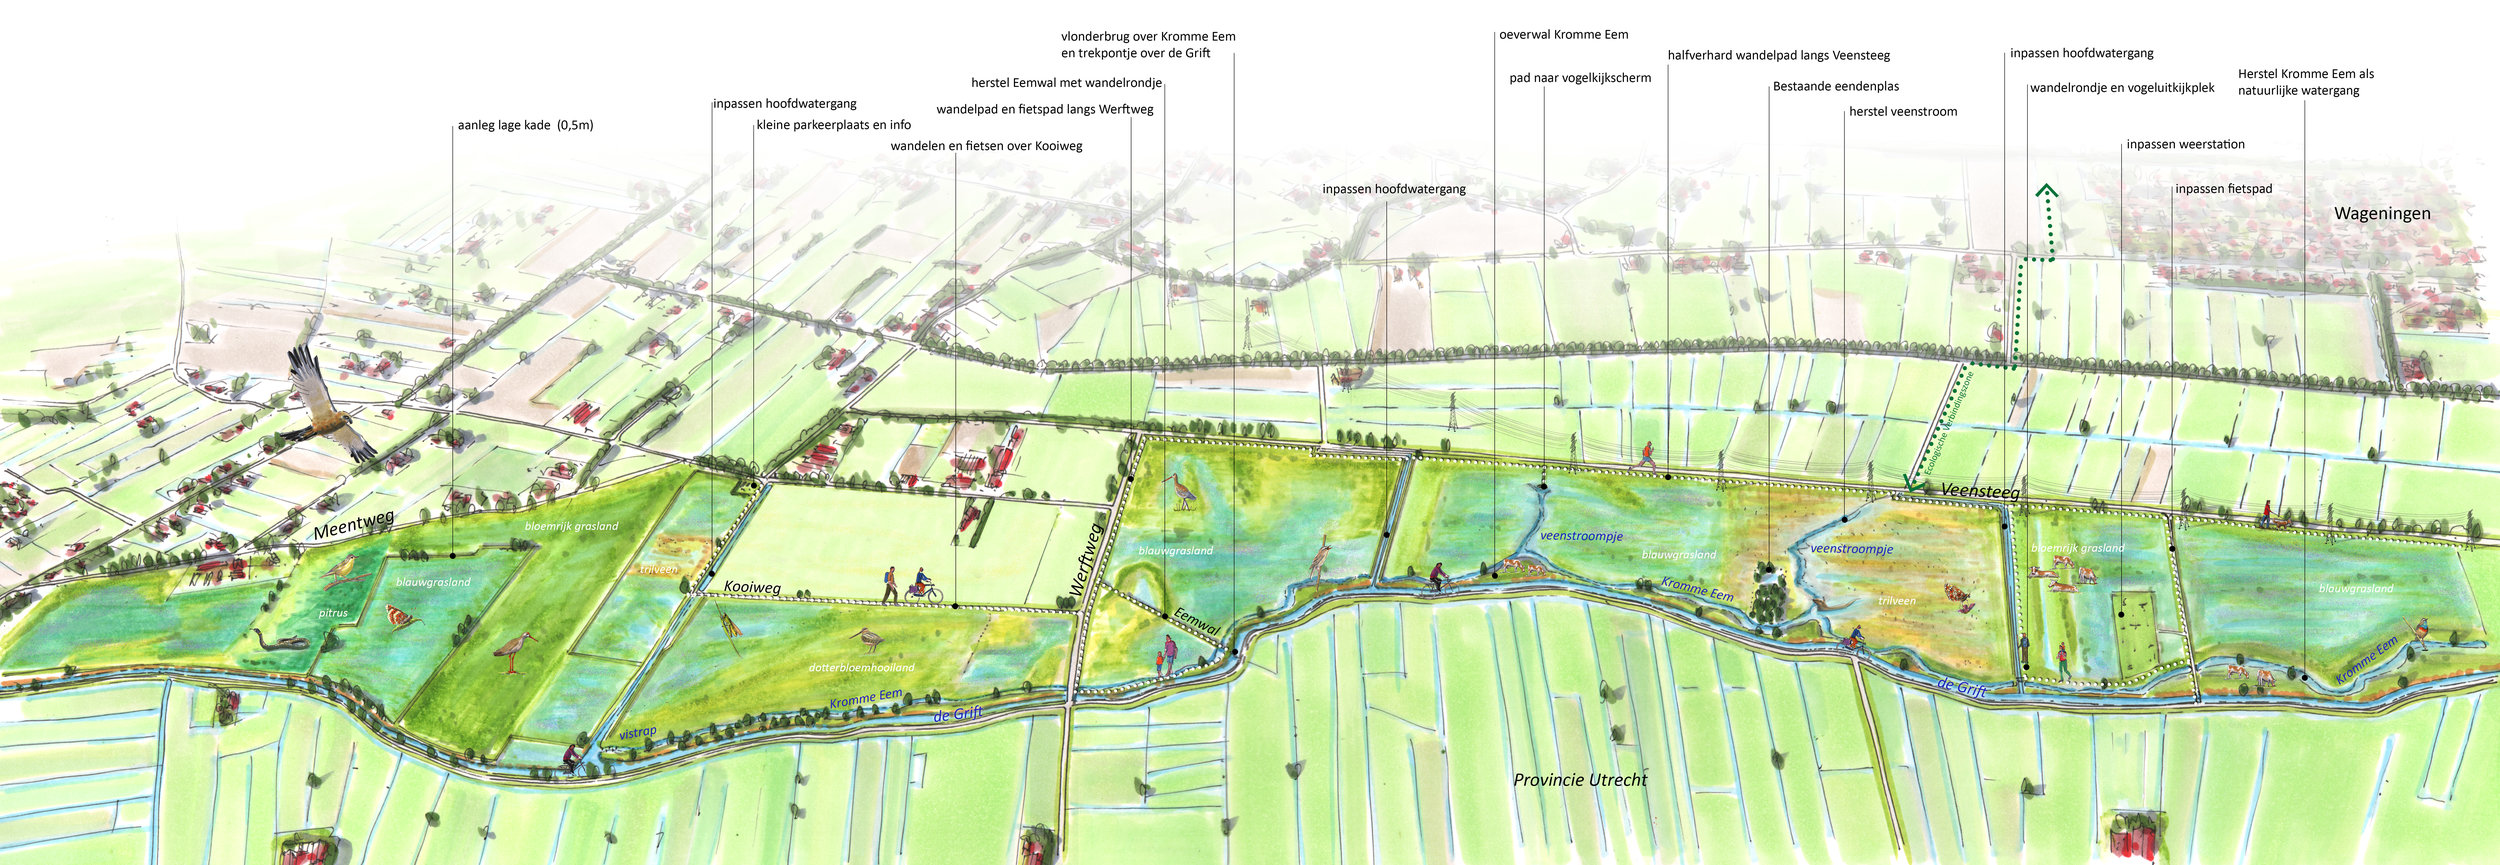 vlonderbrug over Kromme Eem
en trekpontje over de Grift
oeverwal Kromme Eem
halfverhard wandelpad langs Veensteeg
inpassen hoofdwatergang
Herstel Kromme Eem als
natuurlijke watergang
herstel Eemwal met wandelrondje
pad naar vogelkijkscherm
Bestaande eendenplas
wandelrondje en vogeluitkijkplek
inpassen hoofdwatergang
wandelpad en fietspad langs Werftweg
herstel veenstroom
aanleg lage kade (0,5m)
kleine parkeerplaats en info
wandelen en fietsen over Kooiweg
inpassen weerstation
inpassen hoofdwatergang
inpassen fietspad
Wageningen
Ecologische Verbindingszone
Veensteeg
Meentweg
bloemrijk grasland
Werftweg
blauwgrasland
veenstroompje
blauwgrasland
veenstroompje
bloemrijk grasland
blauwgrasland
trilveen
pitrus
Kooiweg
Kromme Eem
trilveen
blauwgrasland
Eemwal
dotterbloemhooiland
Kromme Eem
Kromme Eem
de Grift
de Grift
vistrap
Provincie Utrecht